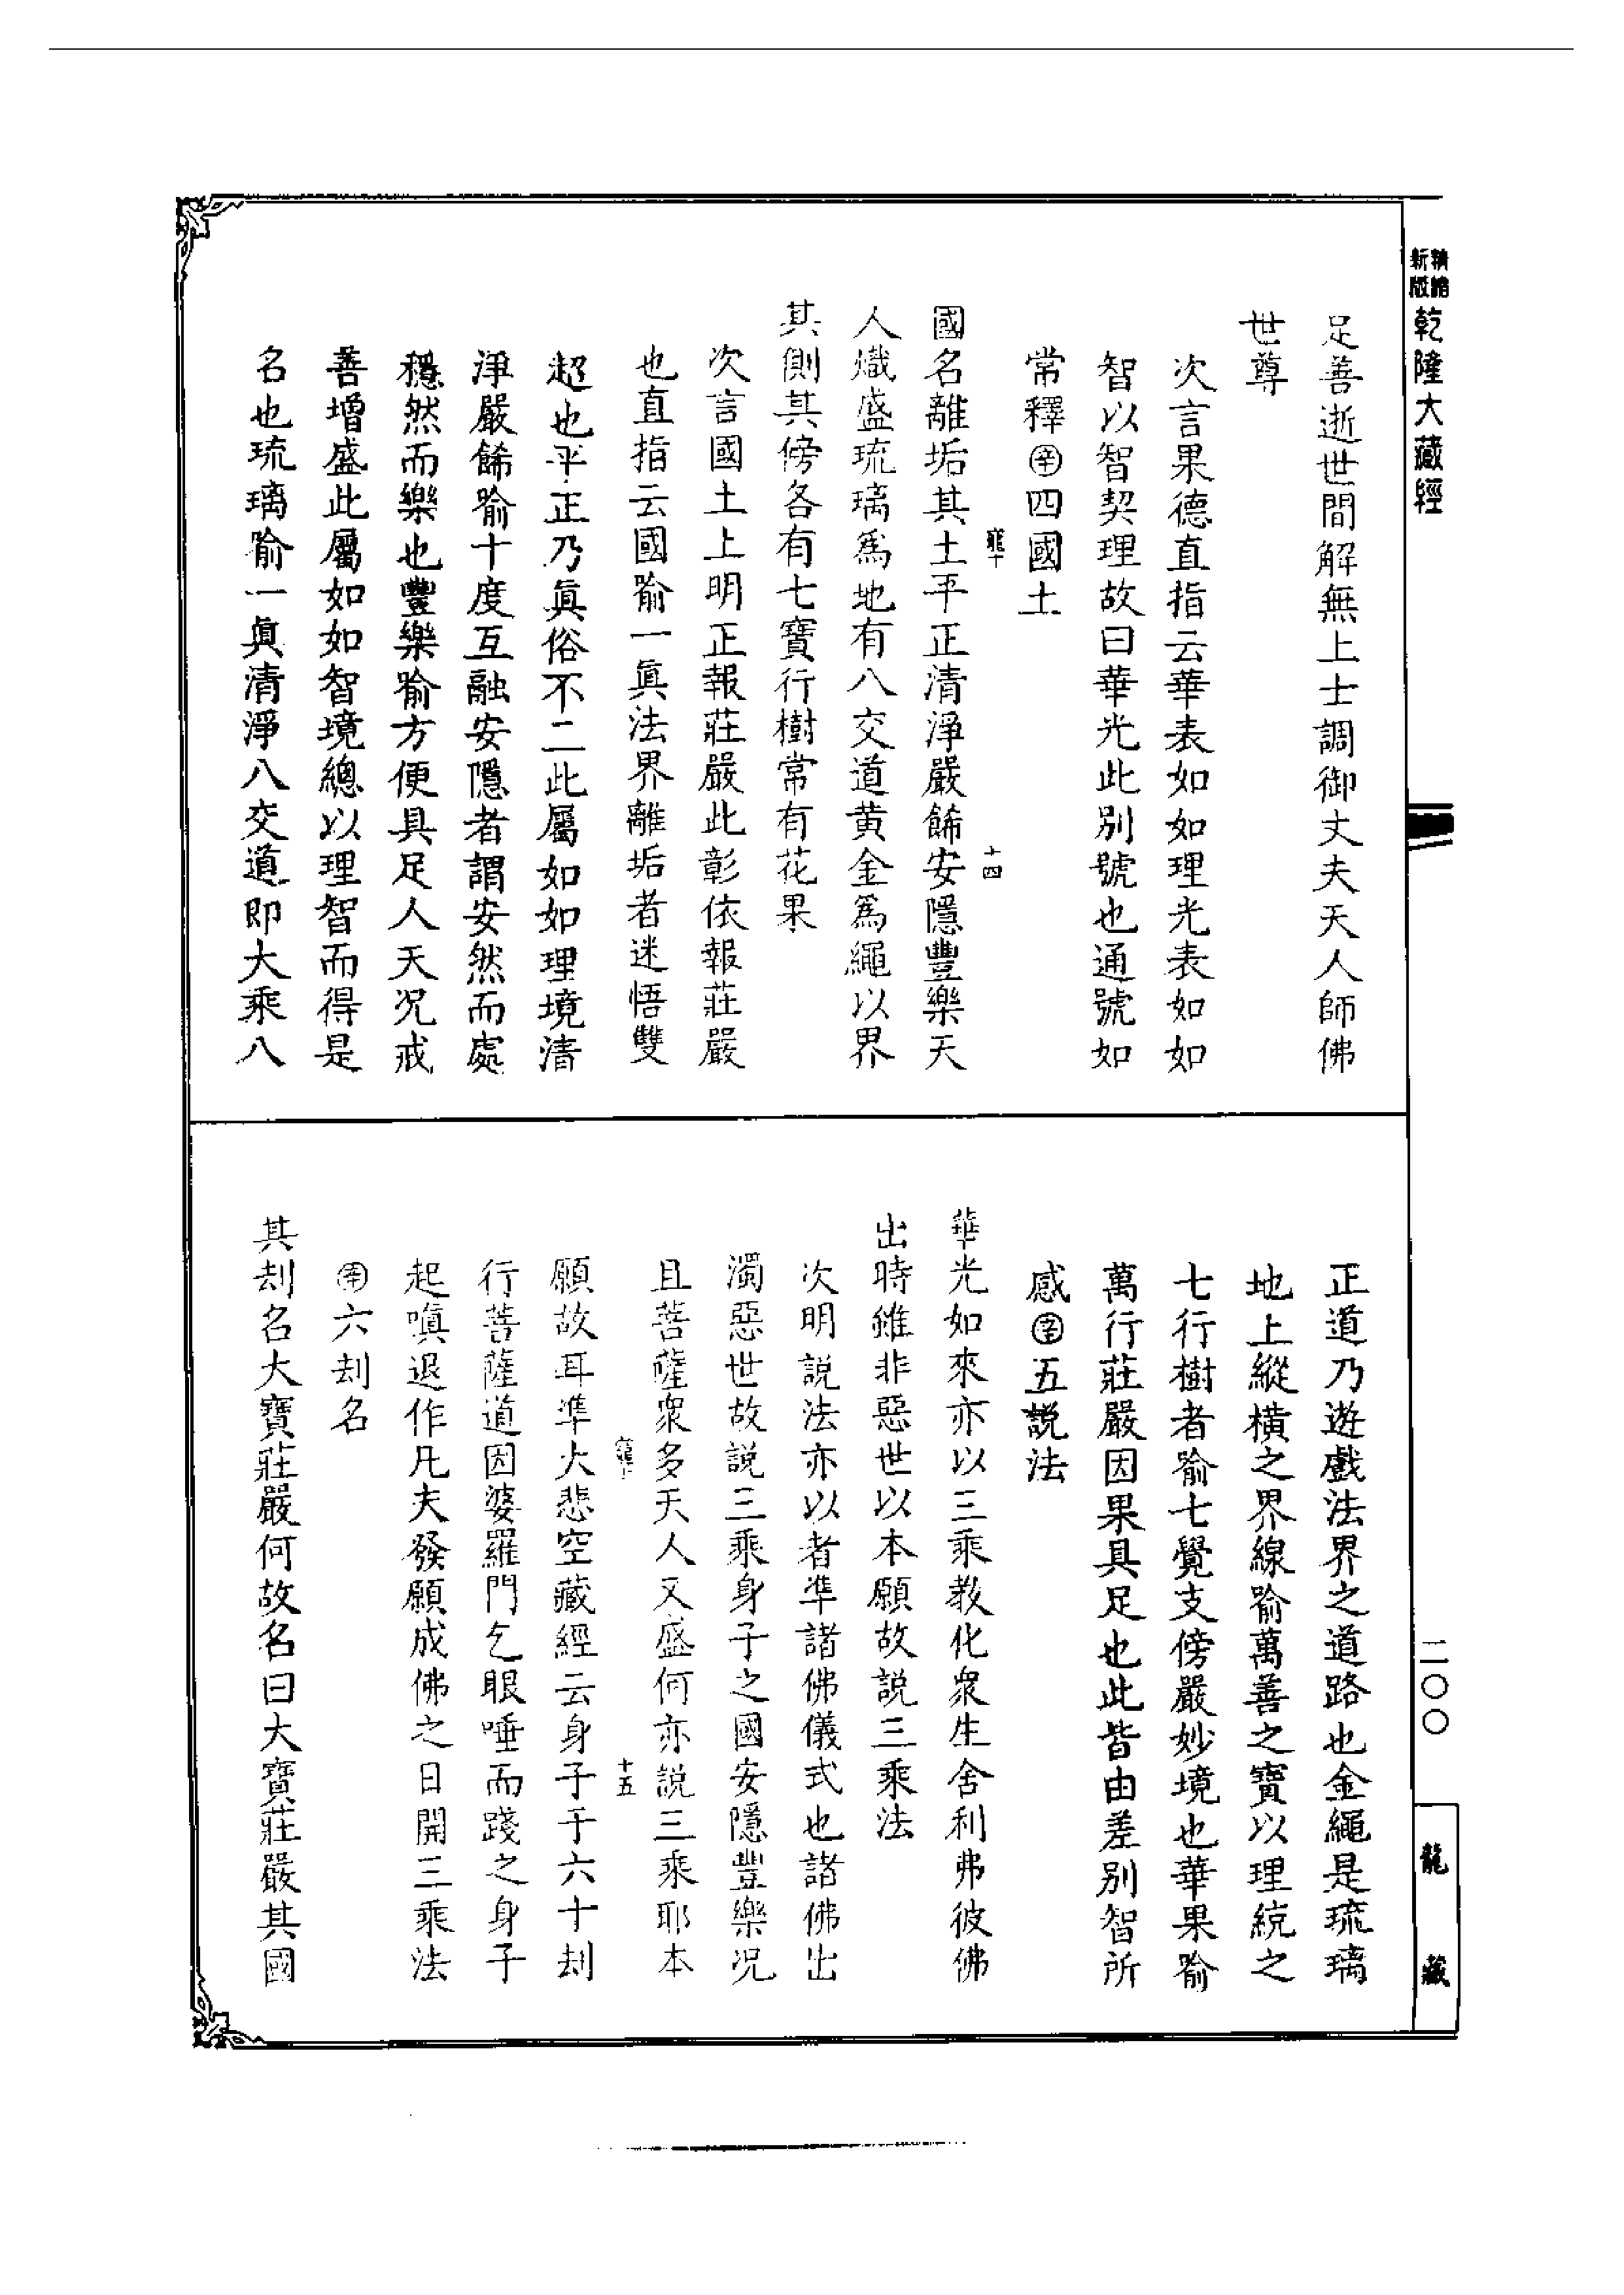 精縮
新版
乾隆大藏經
足善逝世間解無上士調御丈夫天人師佛
世尊
次言果德直指云華表如如理光表如如
智以智契理故曰華光此別號也通號如
常釋㊛四國土
十四
國名離垢其土平正清淨嚴餙安隱豐樂天
人熾盛琉璃爲地有八交道黄金爲繩以界
其側其傍各有七寶行樹常有花果
次言國土上明正報莊嚴此彰依報莊嚴
也直指云國喻一眞法界離垢者迷悟雙
超也平正乃眞俗不二此屬如如理境清
淨嚴餙喻十度互融安隱者謂安然而處
穩然而樂也豐樂喻方便具足人天况戒
善增盛此屬如如智境總以理智而得是
名也琉璃喻一眞清淨八交道即大乘八
正道乃遊戲法界之道路也金繩是琉璃
地上縱橫之界線喻萬善之寶以理統之
七行樹者喻七覺支傍嚴妙境也華果喻
萬行莊嚴因果具足也此皆由差別智所
感㊛五說法
華光如來亦以三乘教化衆生舍利弗彼佛
出時雖非惡世以本願故說三乘法
次明說法亦以者準諸佛儀式也諸佛出
濁惡世故說三乘身子之國安隱豐樂况
且菩薩衆多天人又盛何亦說三乘耶本
十五
願故耳準大悲空藏經云身子于六十刦
行菩薩道因婆羅門乞眼唾而踐之身子
起嗔退作凡夫發願成佛之日開三乘法
㊛六刦名
其刦名大寶莊嚴何故名曰大寶莊嚴其國
二〇〇
龍藏